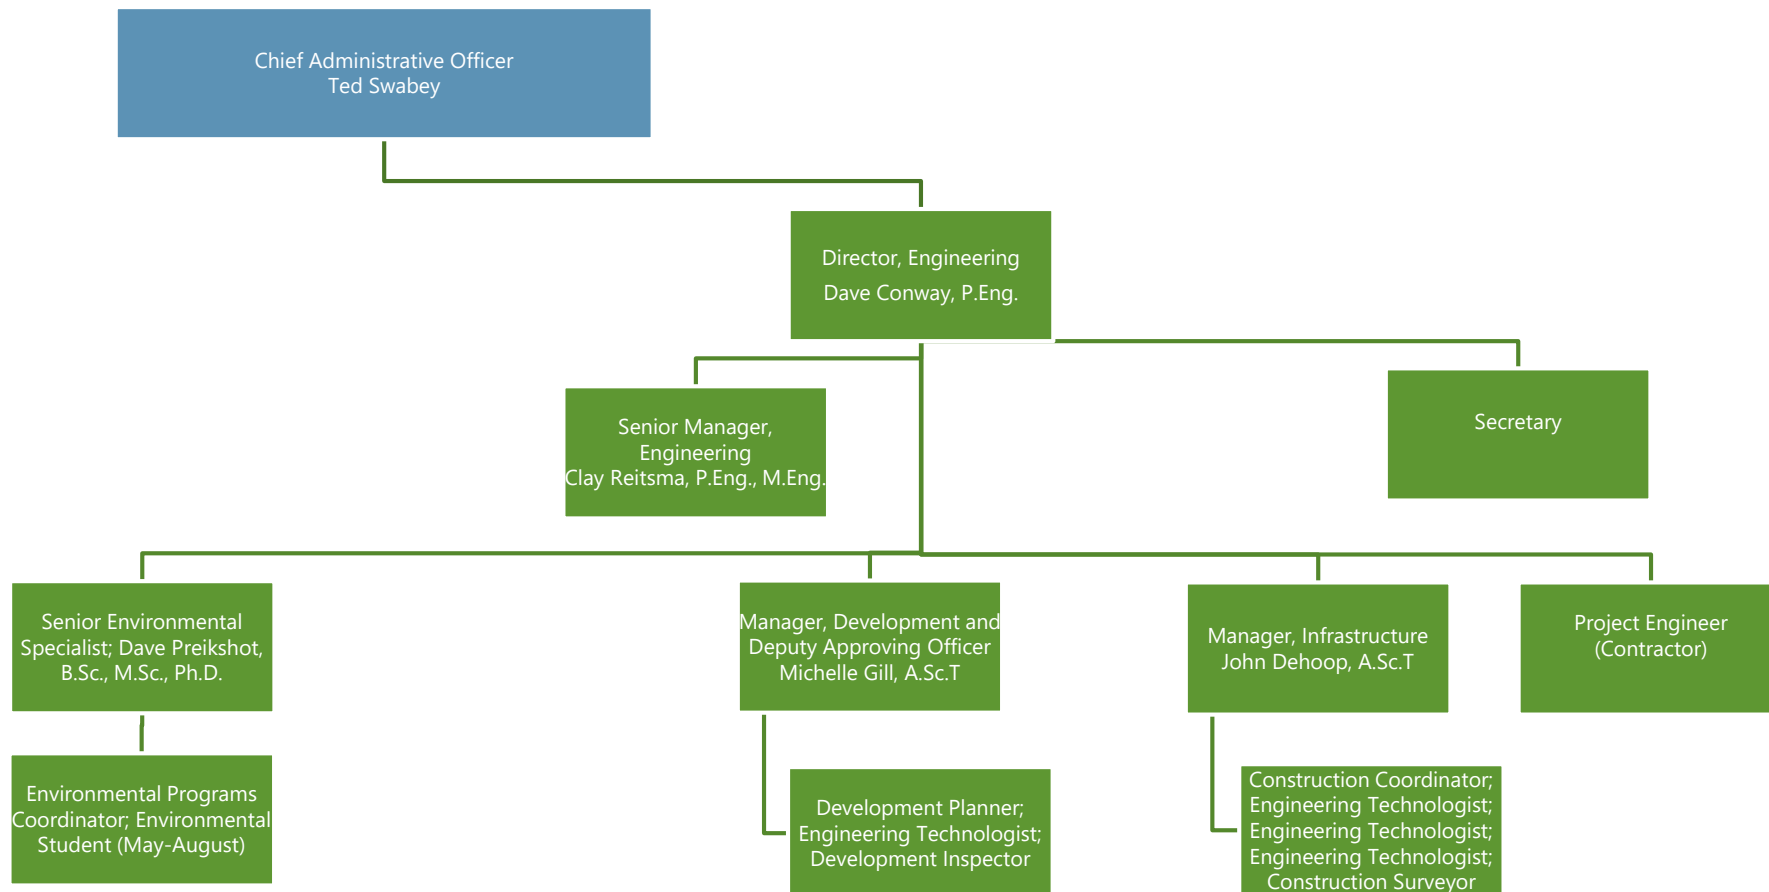 Chief Administrative Officer
Ted Swabey
Director, Engineering
Dave Conway, P.Eng.
Senior Manager,
Engineering
Clay Reitsma, P.Eng., M.Eng.
Secretary
Senior Environmental
Specialist; Dave Preikshot,
B.Sc., M.Sc., Ph.D.
Manager, Development and
Deputy Approving Officer
Michelle Gill, A.Sc.T
Manager, Infrastructure
John Dehoop, A.Sc.T
Project Engineer
(Contractor)
Environmental Programs
Coordinator; Environmental
Student (May-August)
Development Planner;
Engineering Technologist;
Development Inspector
Construction Coordinator;
Engineering Technologist;
Engineering Technologist;
Engineering Technologist;
Construction Surveyor